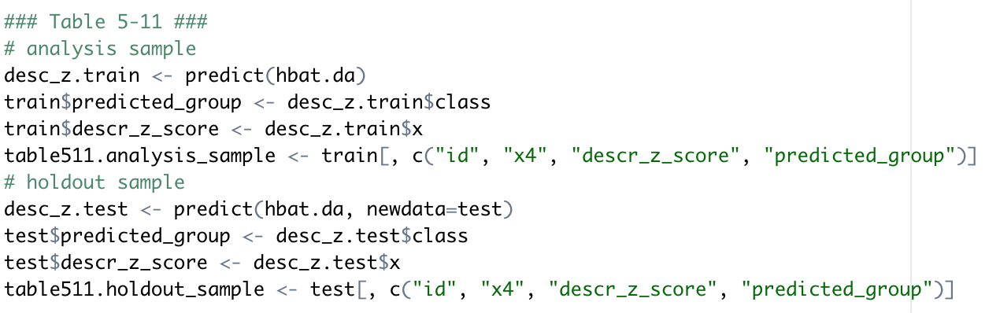 ### Table 5-11 ###
# analysis sample
desc_z.train <- predict(hbat.da)
train$predicted_group <- desc_z.train$class
train$descr_z_score <- desc_z.train$x
table511.analysis_sample <- train[, c("id", "x4", "descr_z_score", "predicted_group")]
# holdout sample
desc_z.test <- predict(hbat.da, newdata=test)
test$predicted_group <- desc_z.test$class
test$descr_z_score <- desc_z.test$x
table511.holdout_sample <- test[, c("id", "x4", "descr_z_score", "predicted_group")]